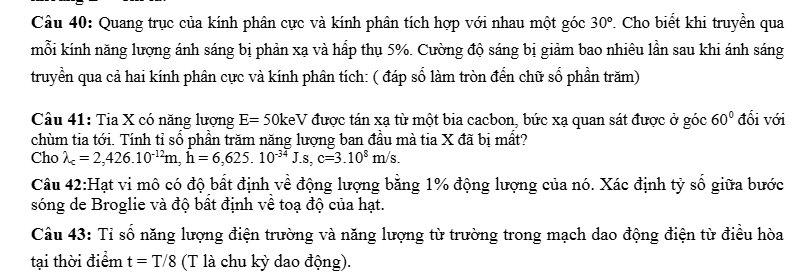 Câu 40: Quang trục của kính phân cực và kính phân tích hợp với nhau một góc 30°. Cho biết khi truyền qua
mỗi kính năng lượng ánh sáng bị phản xạ và hấp thụ 5%. Cường độ sáng bị giảm bao nhiêu lần sau khi ánh sáng
truyền qua cả hai kính phân cực và kính phân tích: ( đáp số làm tròn đến chữ số phần trăm)
Câu 41: Tia X có năng lượng E= 50keV được tán xạ từ một bia cacbon, bức xạ quan sát được ở góc 60⁰ đối với
chùm tia tới. Tính tỉ số phần trăm năng lượng ban đầu mà tia X đã bị mất?
Cho λc = 2,426.10⁻¹²m, h = 6,625. 10⁻³⁴ J.s, c=3.10⁸ m/s.
Câu 42:Hạt vi mô có độ bất định về động lượng bằng 1% động lượng của nó. Xác định tỷ số giữa bước
sóng de Broglie và độ bất định về toạ độ của hạt.
Câu 43: Tỉ số năng lượng điện trường và năng lượng từ trường trong mạch dao động điện từ điều hòa
tại thời điểm t = T/8 (T là chu kỳ dao động).